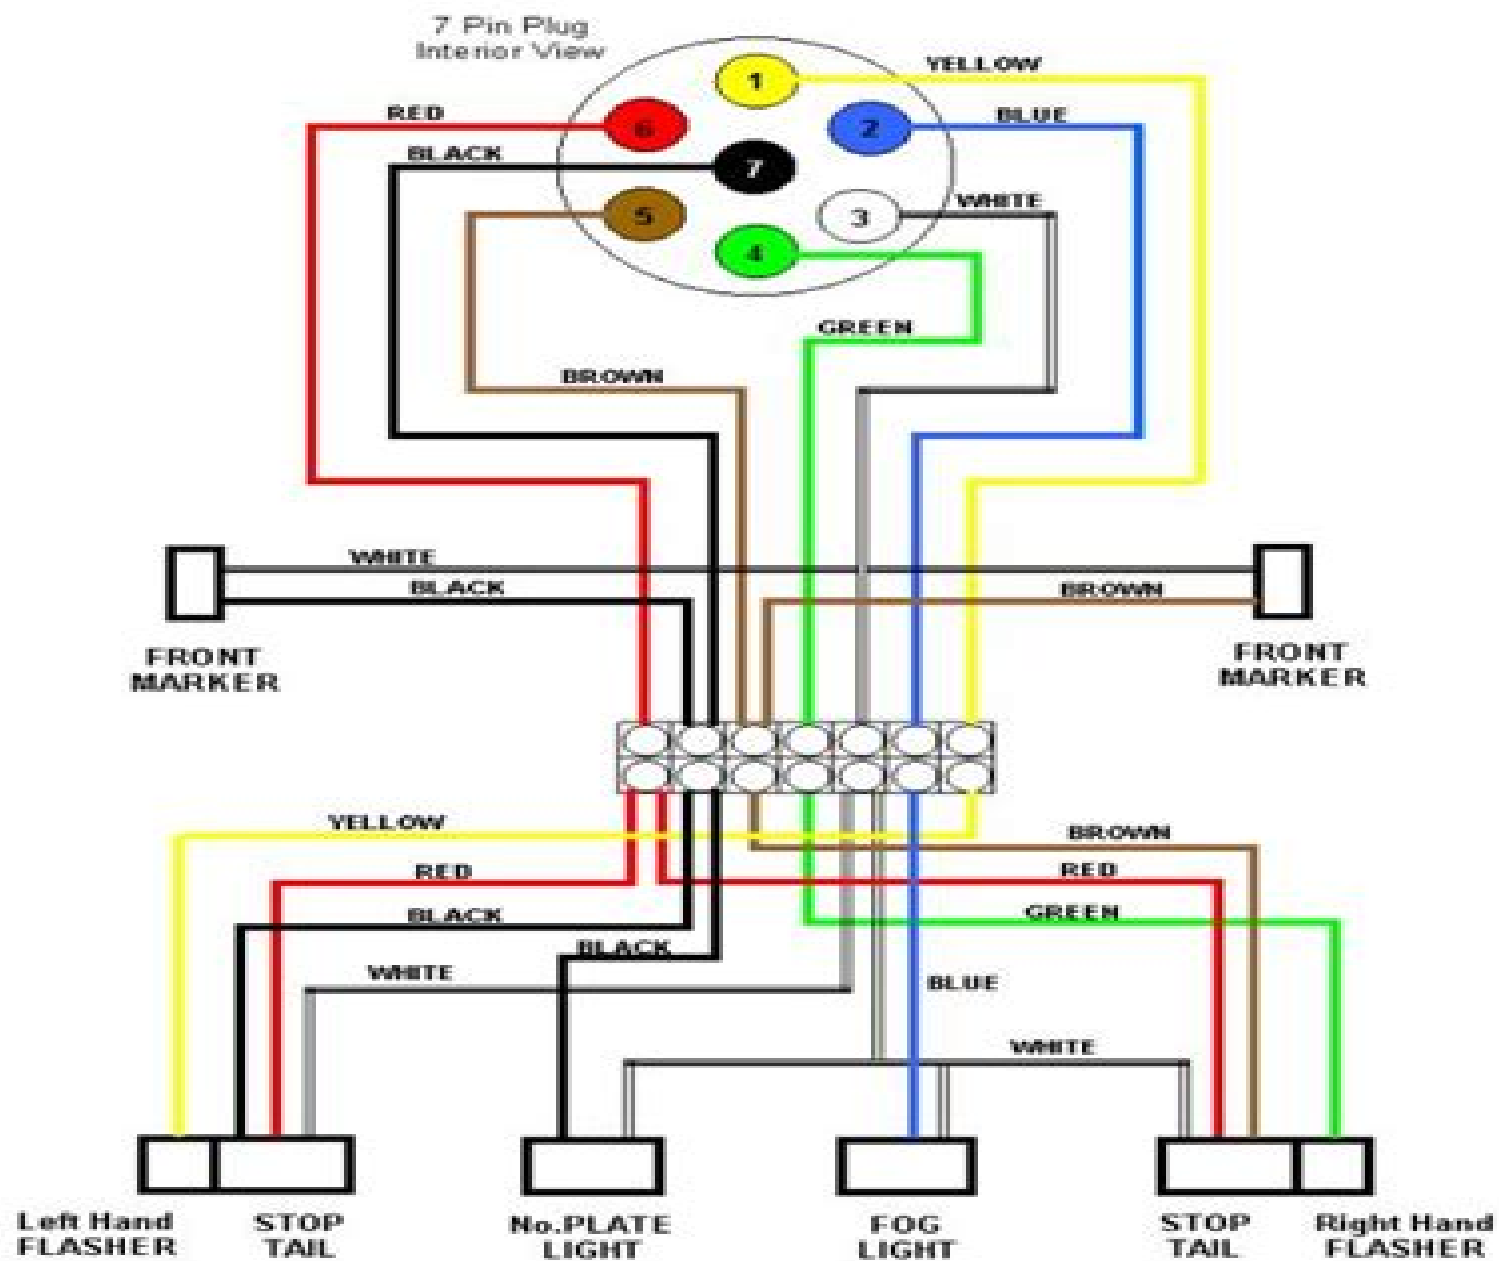 7 Pin Plug
Interior View
YELLOW
1
RED
6
2
BLUE
BLACK
7
5
3
WHITE
4
GREEN
BROWN
WHITE
BLACK
BROWN
FRONT
MARKER
FRONT
MARKER
YELLOW
BROWN
RED
RED
BLACK
GREEN
BLACK
WHITE
BLUE
WHITE
Left Hand
FLASHER
STOP
TAIL
No.PLATE
LIGHT
FOG
LIGHT
STOP
TAIL
Right Hand
FLASHER